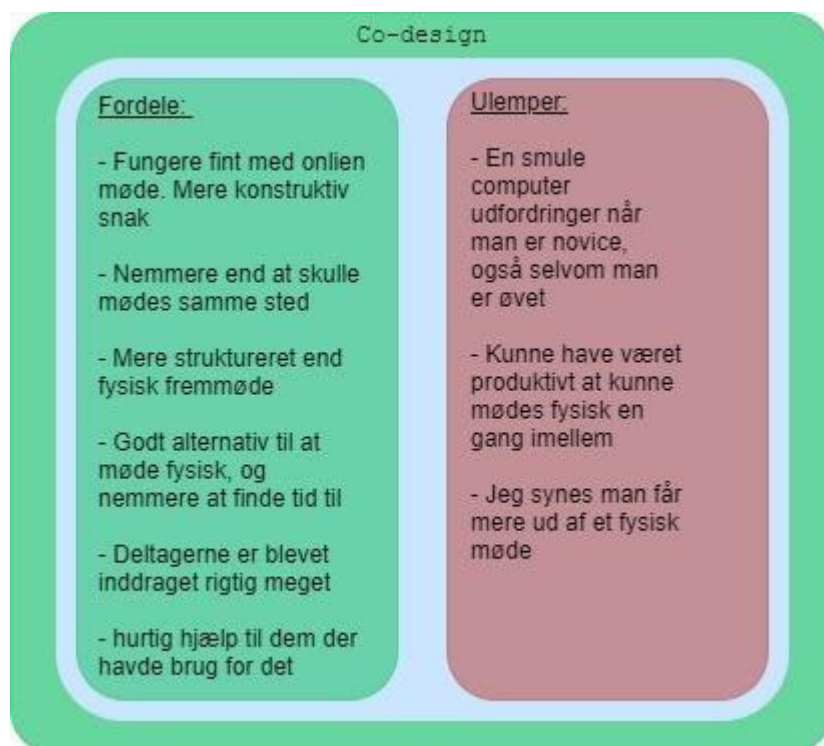 Co-design
Fordele:
- Fungere fint med onlien
møde. Mere konstruktiv
snak
- Nemmere end at skulle
mødes samme sted
- Mere struktureret end
fysisk fremmøde
- Godt alternativ til at
møde fysisk, og
nemmere at finde tid til
- Deltagerne er blevet
inddraget rigtig meget
- hurtig hjælp til dem der
havde brug for det
Ulemper:
- En smule
computer
udfordringer når
man er novice,
også selvom man
er øvet
- Kunne have været
produktivt at kunne
mødes fysisk en
gang imellem
- Jeg synes man får
mere ud af et fysisk
møde